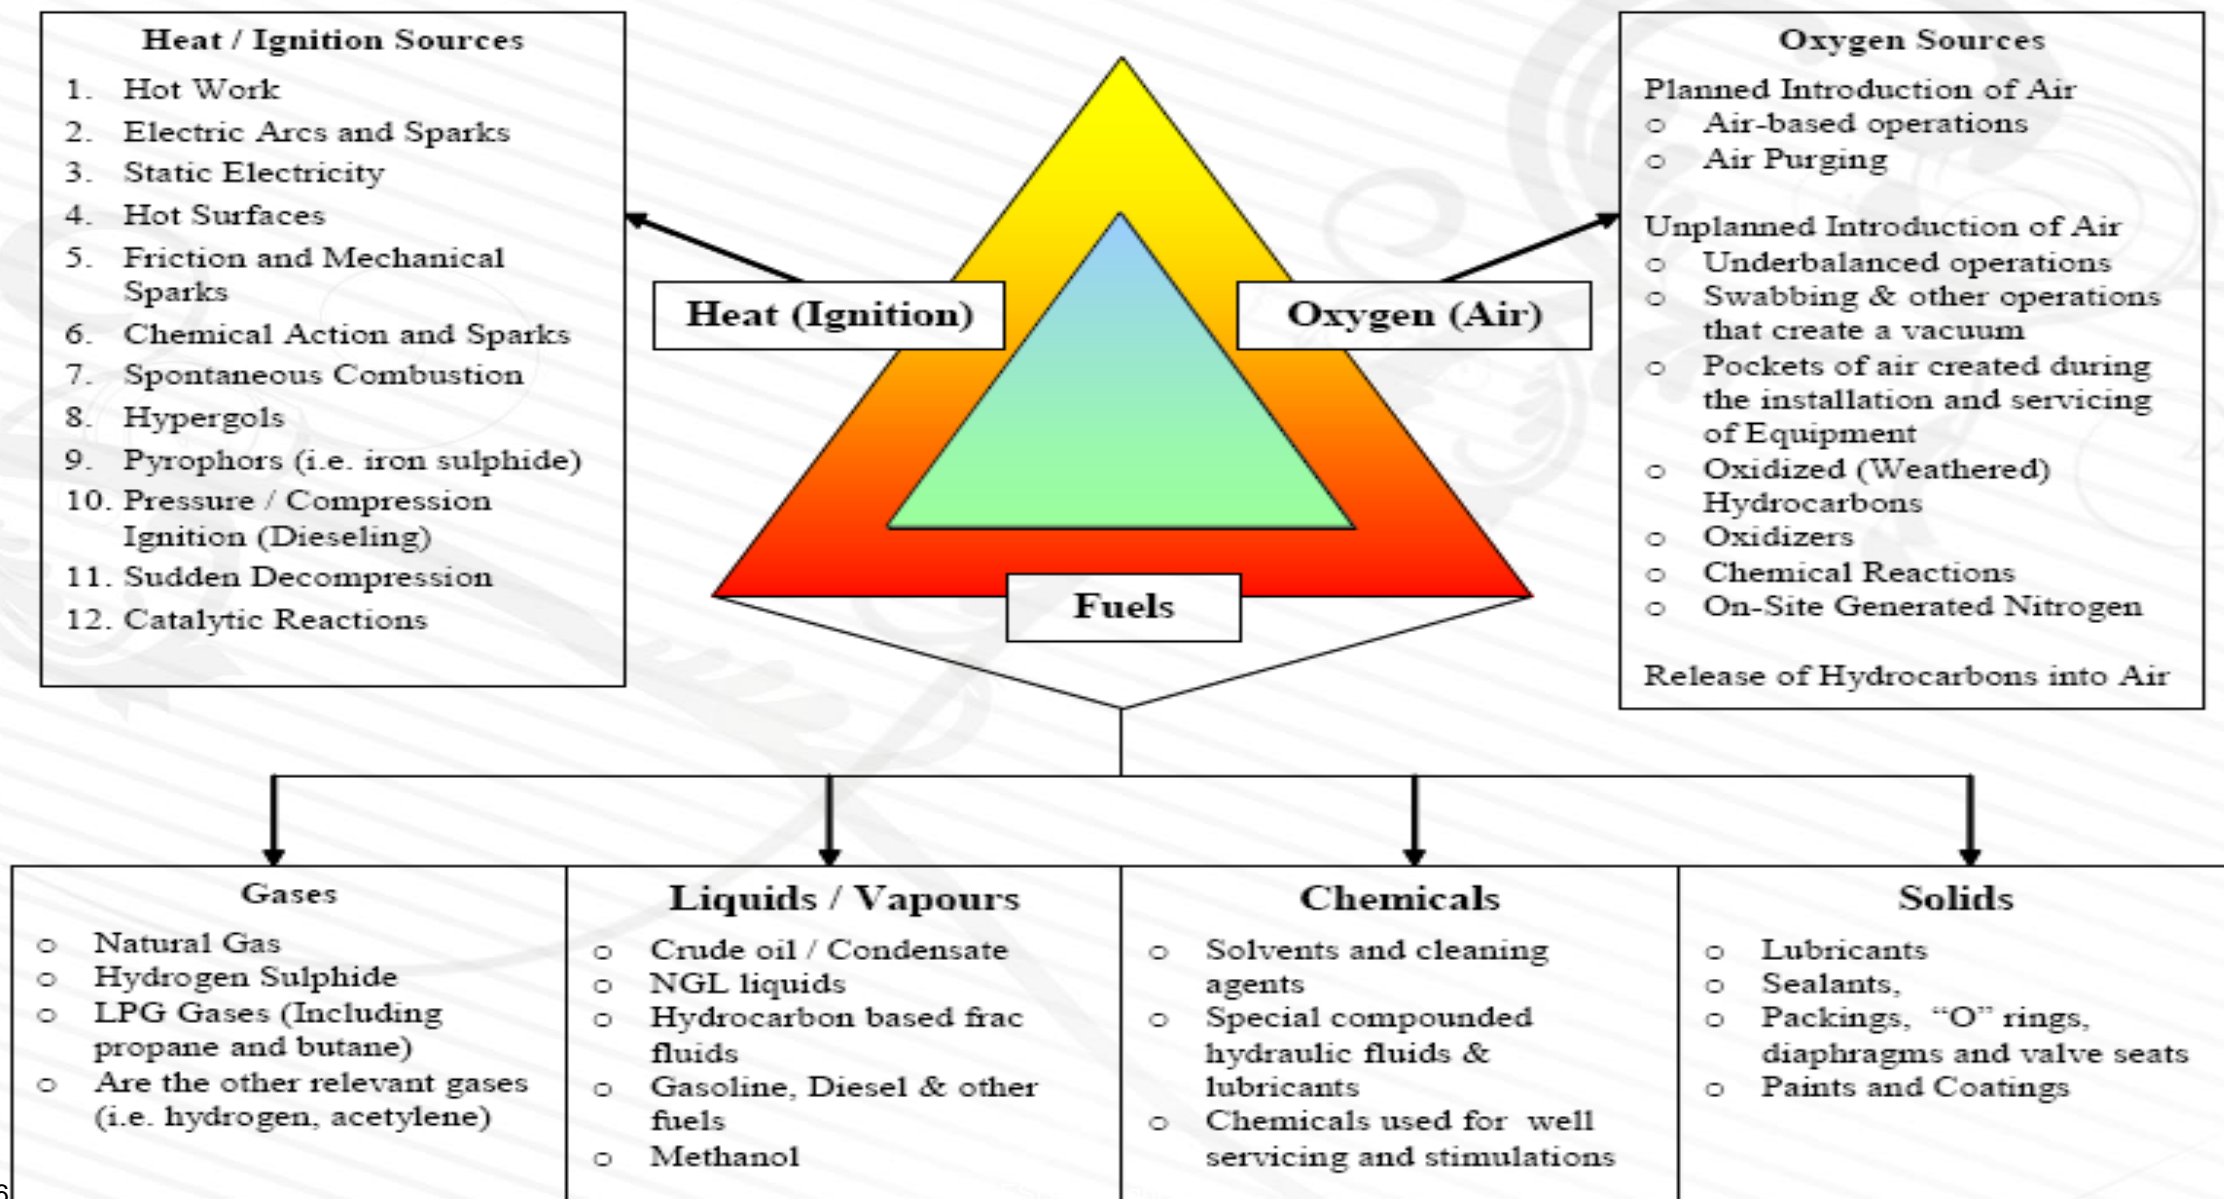 Heat / Ignition Sources
1. Hot Work
2. Electric Arcs and Sparks
3. Static Electricity
4. Hot Surfaces
5. Friction and Mechanical
Sparks
6. Chemical Action and Sparks
7. Spontaneous Combustion
8. Hypergols
9. Pyrophors (i.e. iron sulphide)
10. Pressure / Compression
Ignition (Dieseling)
11. Sudden Decompression
12. Catalytic Reactions
Heat (Ignition)
Oxygen (Air)
Fuels
Oxygen Sources
Planned Introduction of Air
o Air-based operations
o Air Purging
Unplanned Introduction of Air
o Underbalanced operations
o Swabbing & other operations
that create a vacuum
o Pockets of air created during
the installation and servicing
of Equipment
o Oxidized (Weathered)
Hydrocarbons
o Oxidizers
o Chemical Reactions
o On-Site Generated Nitrogen
Release of Hydrocarbons into Air
Gases
o Natural Gas
o Hydrogen Sulphide
o LPG Gases (Including
propane and butane)
o Are the other relevant gases
(i.e. hydrogen, acetylene)
Liquids / Vapours
o Crude oil / Condensate
o NGL liquids
o Hydrocarbon based frac
fluids
o Gasoline, Diesel & other
fuels
o Methanol
Chemicals
o Solvents and cleaning
agents
o Special compounded
hydraulic fluids &
lubricants
o Chemicals used for well
servicing and stimulations
Solids
o Lubricants
o Sealants,
o Packings, “O” rings,
diaphragms and valve seats
o Paints and Coatings
6